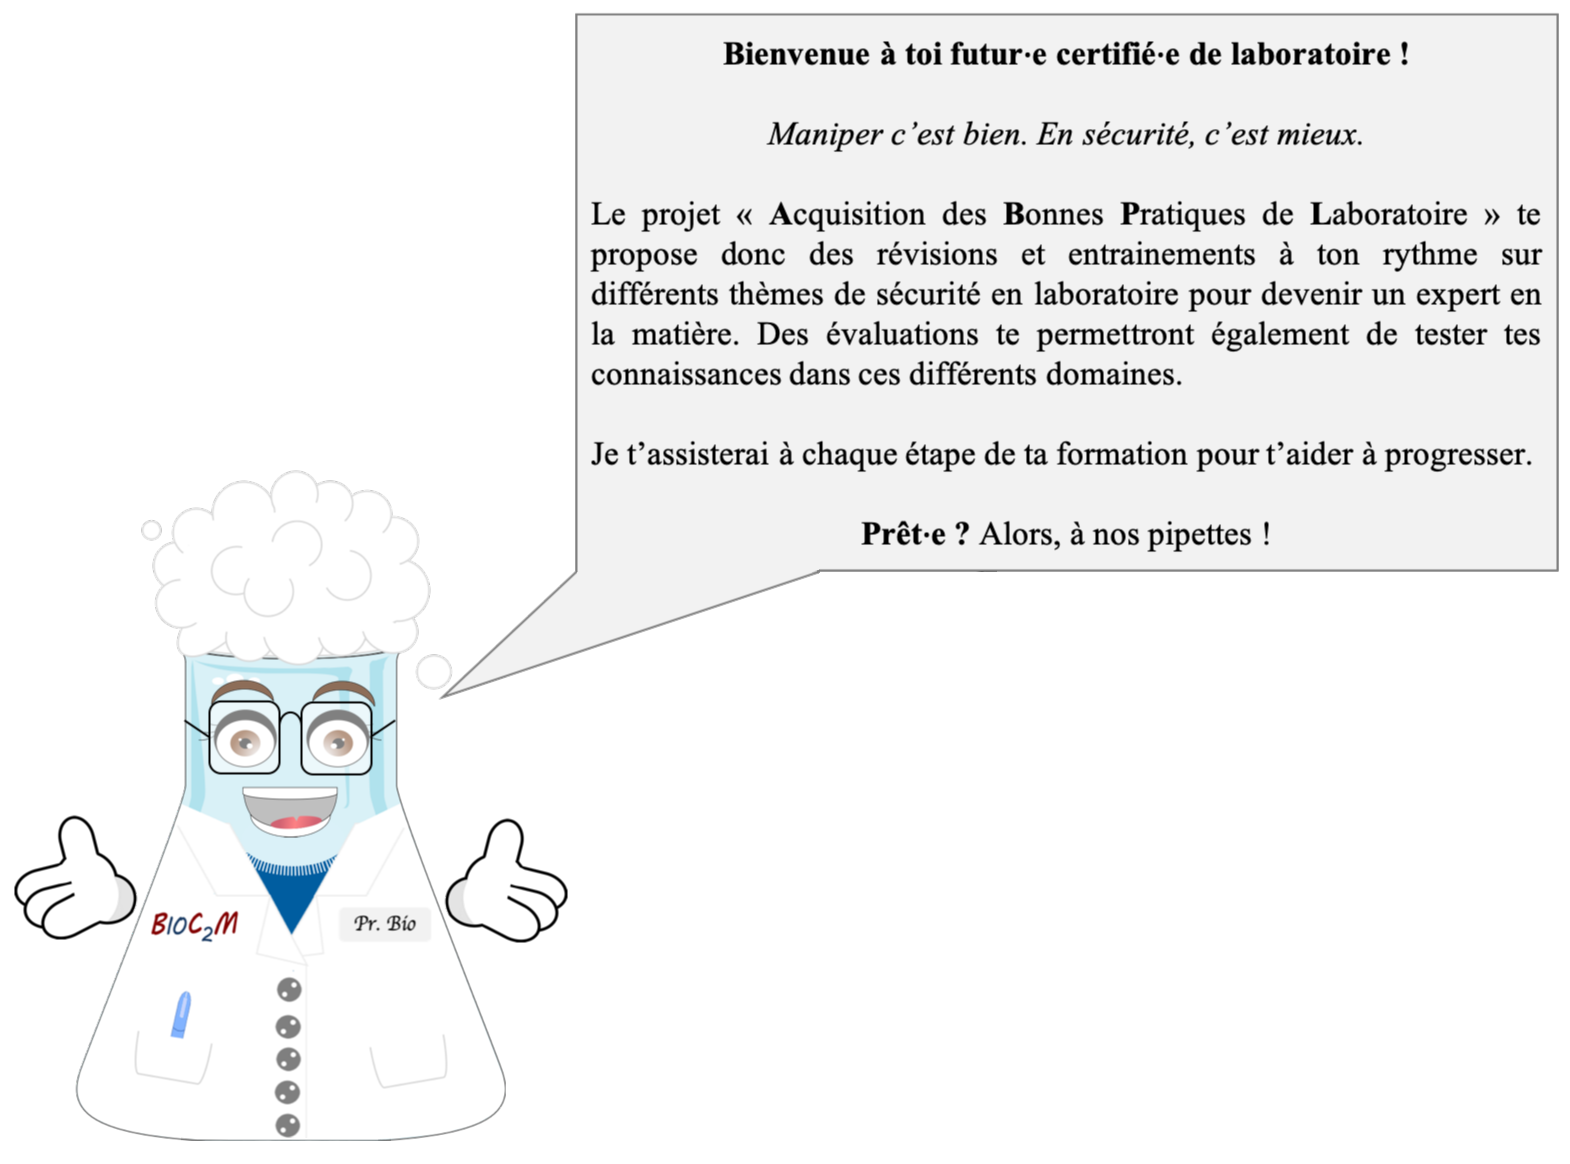 Bienvenue à toi futur·e certifié·e de laboratoire !
Maniper c’est bien. En sécurité, c’est mieux.
Le projet « Acquisition des Bonnes Pratiques de Laboratoire » te
propose donc des révisions et entrainements à ton rythme sur
différents thèmes de sécurité en laboratoire pour devenir un expert en
la matière. Des évaluations te permettront également de tester tes
connaissances dans ces différents domaines.
Je t’assisterai à chaque étape de ta formation pour t’aider à progresser.
Prêt·e ? Alors, à nos pipettes !
BIOC2M
Pr. Bio